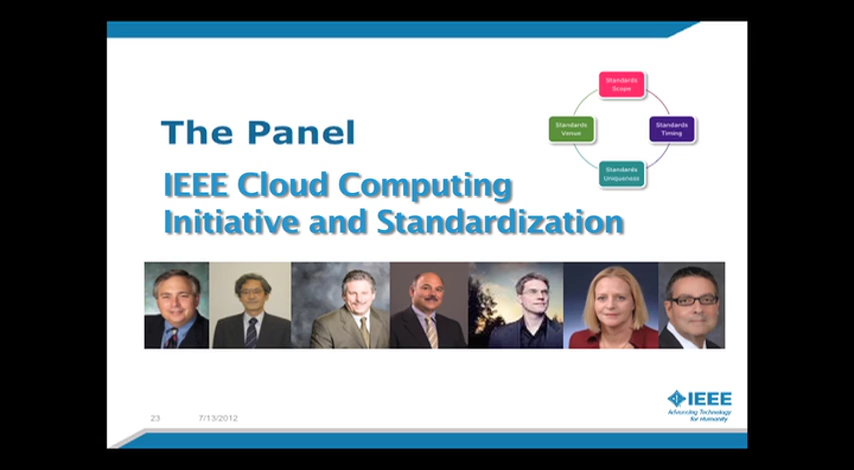 Standards
Scope
The Panel
Standards
Venue
Standards
Timing
Standards
Uniqueness
IEEE Cloud Computing
Initiative and Standardization
IEEE
Advancing Technology
for Humanity
23
7/13/2012